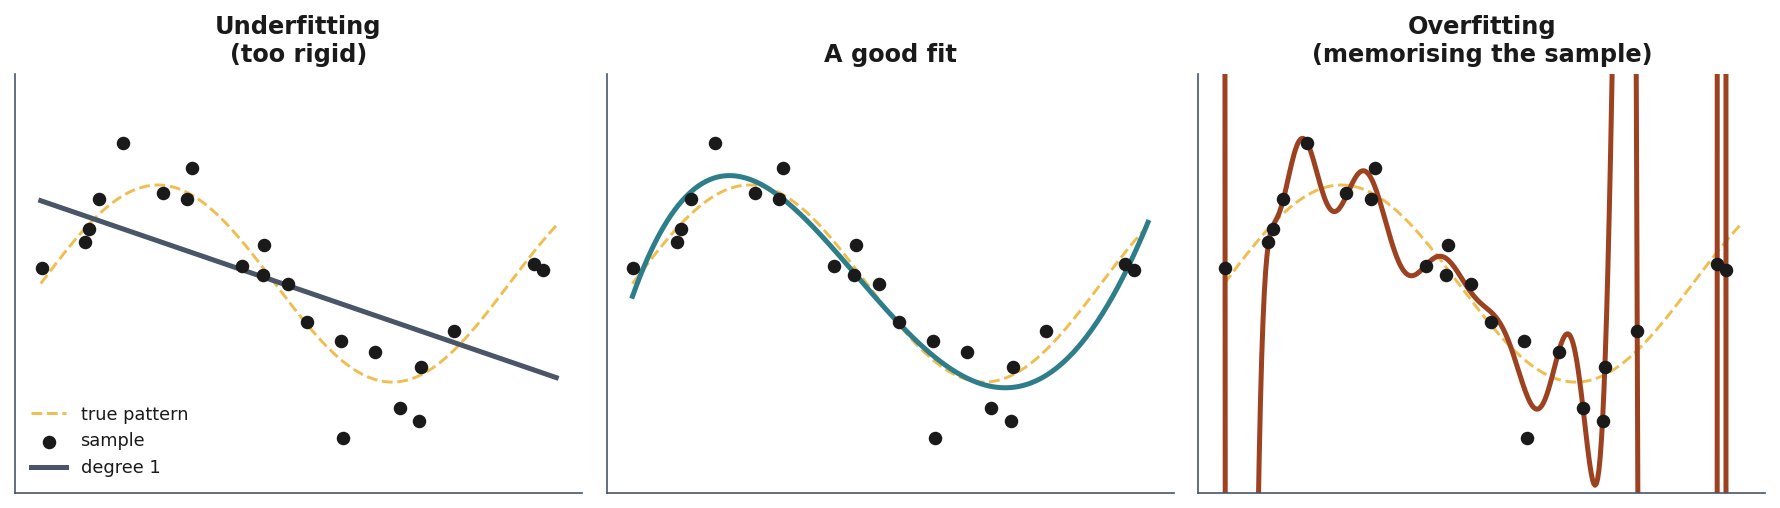 Underfitting
(too rigid)
A good fit
Overfitting
(memorising the sample)
true pattern
sample
degree 1